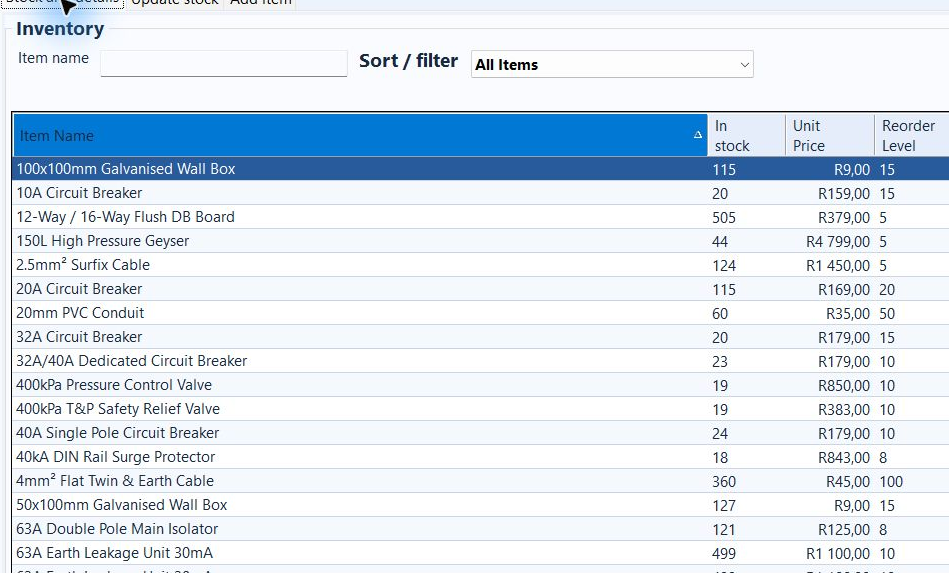 Update stock Add item
Inventory
Item name
Sort / filter All Items
Item Name In stock Unit Price Reorder Level
100x100mm Galvanised Wall Box 115 R9,00 15
10A Circuit Breaker 20 R159,00 15
12-Way / 16-Way Flush DB Board 505 R379,00 5
150L High Pressure Geyser 44 R4 799,00 5
2.5mm² Surfix Cable 124 R1 450,00 5
20A Circuit Breaker 115 R169,00 20
20mm PVC Conduit 60 R35,00 50
32A Circuit Breaker 20 R179,00 15
32A/40A Dedicated Circuit Breaker 23 R179,00 10
400kPa Pressure Control Valve 19 R850,00 10
400kPa T&P Safety Relief Valve 19 R383,00 10
40A Single Pole Circuit Breaker 24 R179,00 10
40kA DIN Rail Surge Protector 18 R843,00 8
4mm² Flat Twin & Earth Cable 360 R45,00 100
50x100mm Galvanised Wall Box 127 R9,00 15
63A Double Pole Main Isolator 121 R125,00 8
63A Earth Leakage Unit 30mA 499 R1 100,00 10